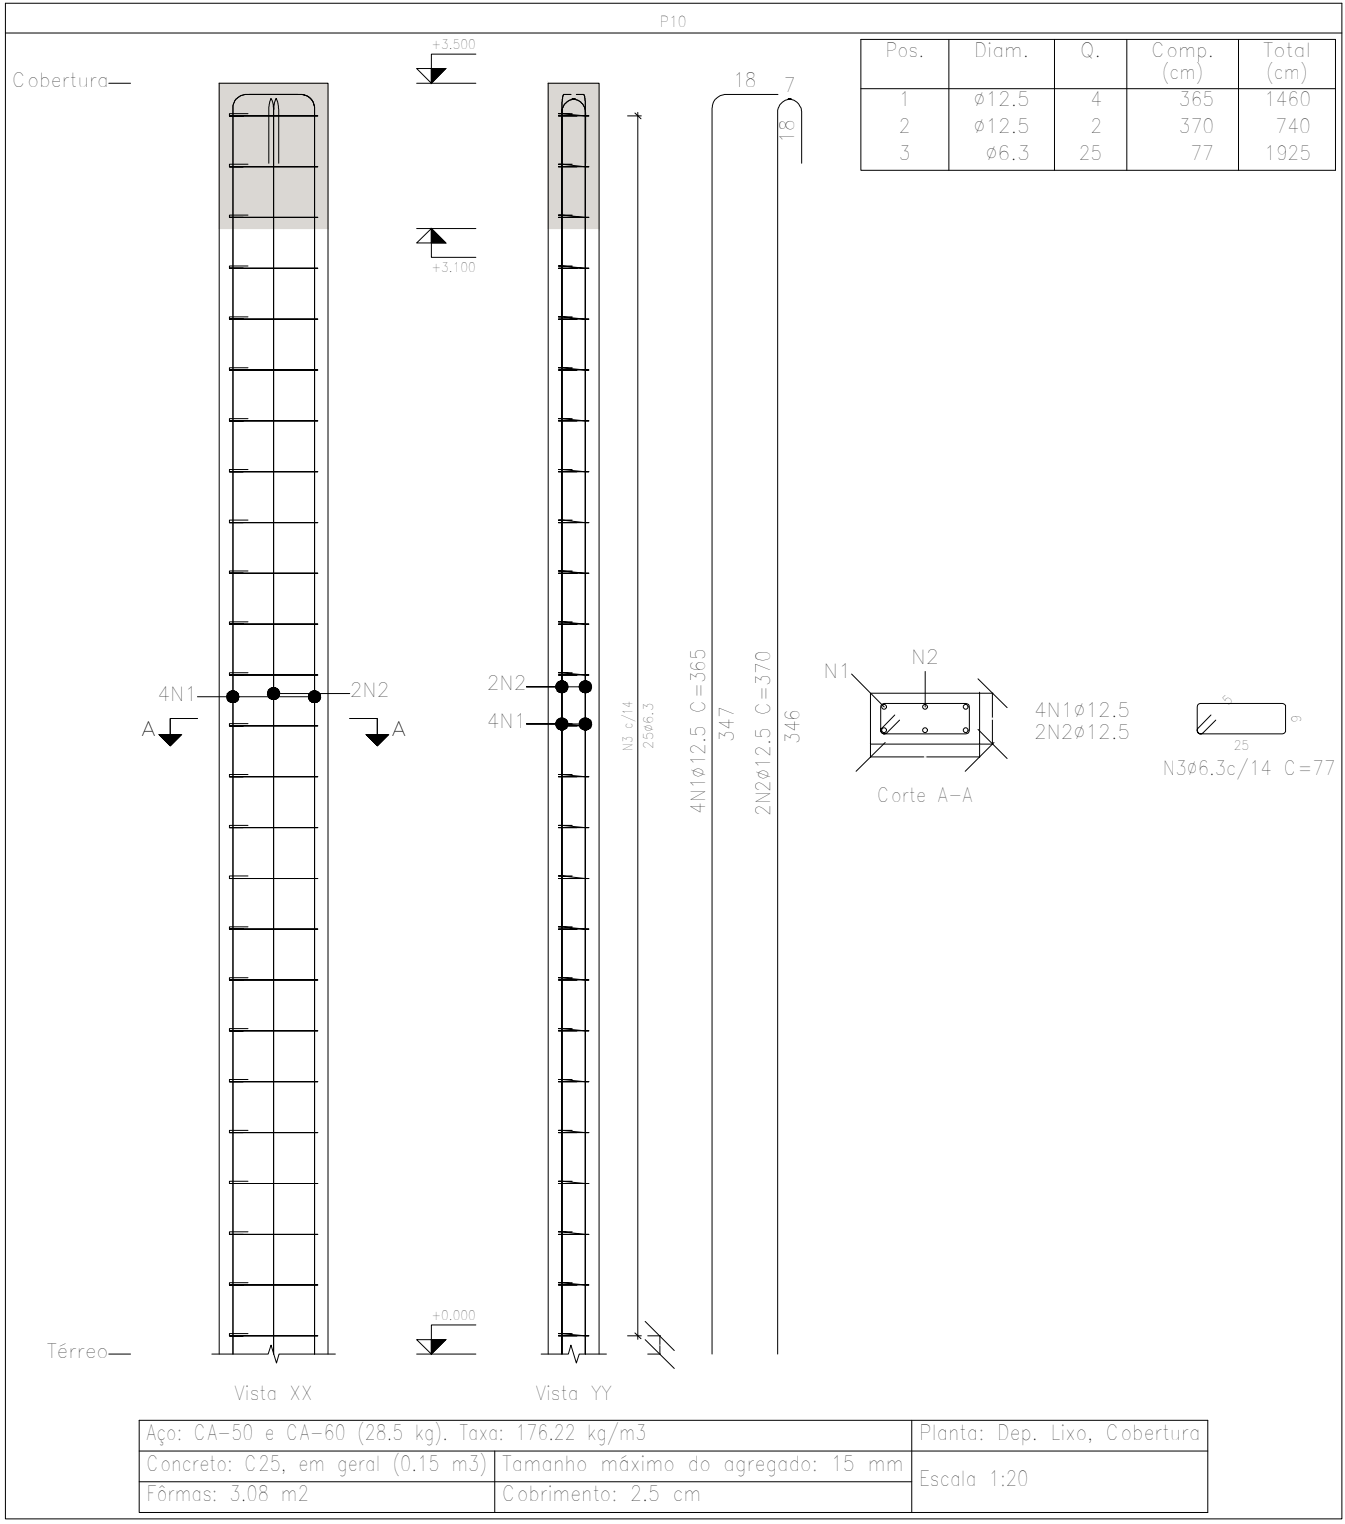 P10
Cobertura
+3.500
+3.100
Pos. Diam. Q. Comp. (cm) Total (cm)
1 ø12.5 4 365 1460
2 ø12.5 2 370 740
3 ø6.3 25 77 1925
18
7
18
4N1
2N2
A
A
2N2
4N1
N3 c/14
25ø6.3
4N1ø12.5 C=365
347
2N2ø12.5 C=370
346
N1
N2
4N1ø12.5
2N2ø12.5
Corte A-A
5
9
25
N3ø6.3c/14 C=77
+0.000
Térreo
Vista XX
Vista YY
Aço: CA-50 e CA-60 (28.5 kg). Taxa: 176.22 kg/m3
Planta: Dep. Lixo, Cobertura
Concreto: C25, em geral (0.15 m3)
Tamanho máximo do agregado: 15 mm
Escala 1:20
Fôrmas: 3.08 m2
Cobrimento: 2.5 cm